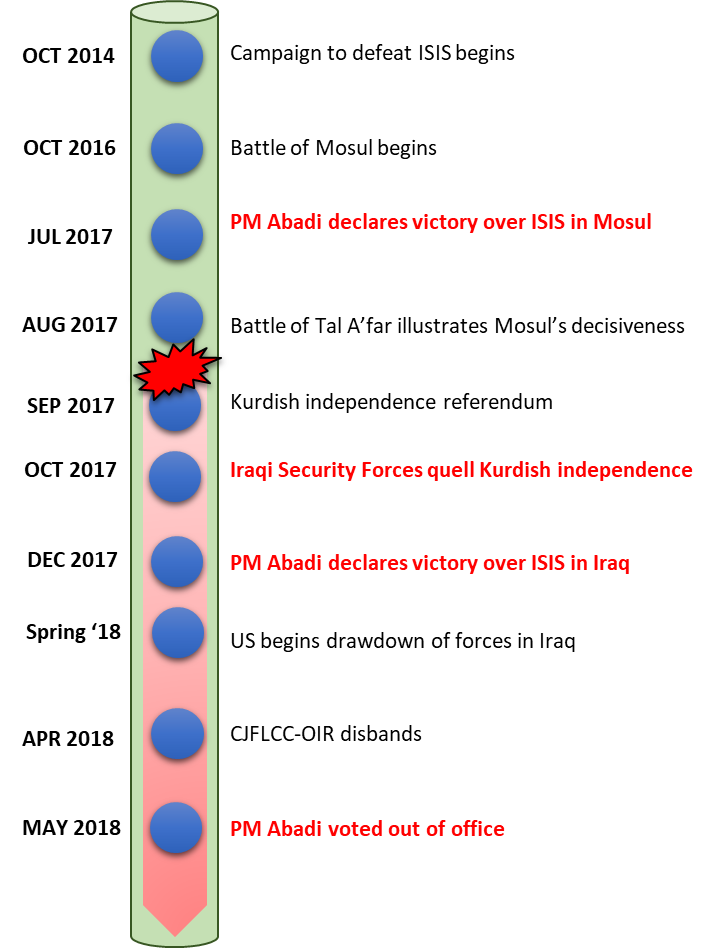 OCT 2014 Campaign to defeat ISIS begins
OCT 2016 Battle of Mosul begins
JUL 2017 PM Abadi declares victory over ISIS in Mosul
AUG 2017 Battle of Tal A’far illustrates Mosul’s decisiveness
SEP 2017 Kurdish independence referendum
OCT 2017 Iraqi Security Forces quell Kurdish independence
DEC 2017 PM Abadi declares victory over ISIS in Iraq
Spring ‘18 US begins drawdown of forces in Iraq
APR 2018 CJFLCC-OIR disbands
MAY 2018 PM Abadi voted out of office